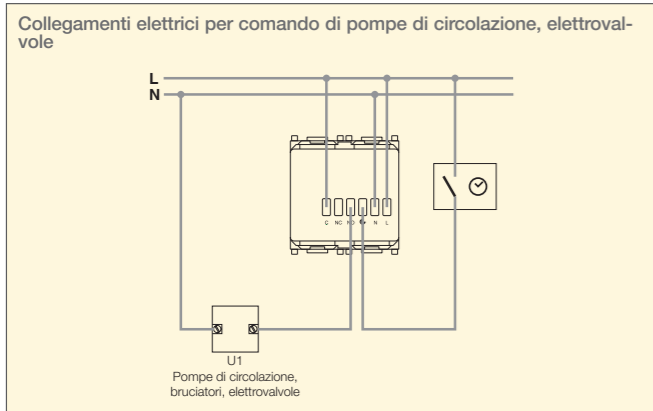 Collegamenti elettrici per comando di pompe di circolazione, elettroval-
vole
L
N
C NC NO N L
U1
Pompe di circolazione,
bruciatori, elettrovalvole